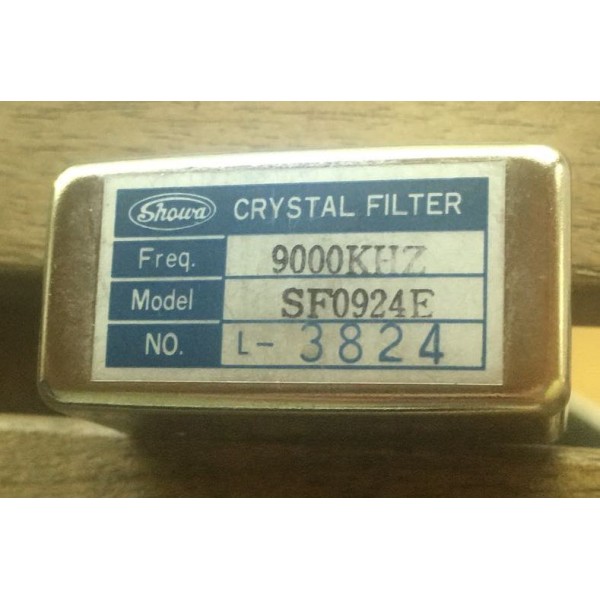 Showa CRYSTAL FILTER
Freq. 9000KHZ
Model SF0924E
NO. L-3824